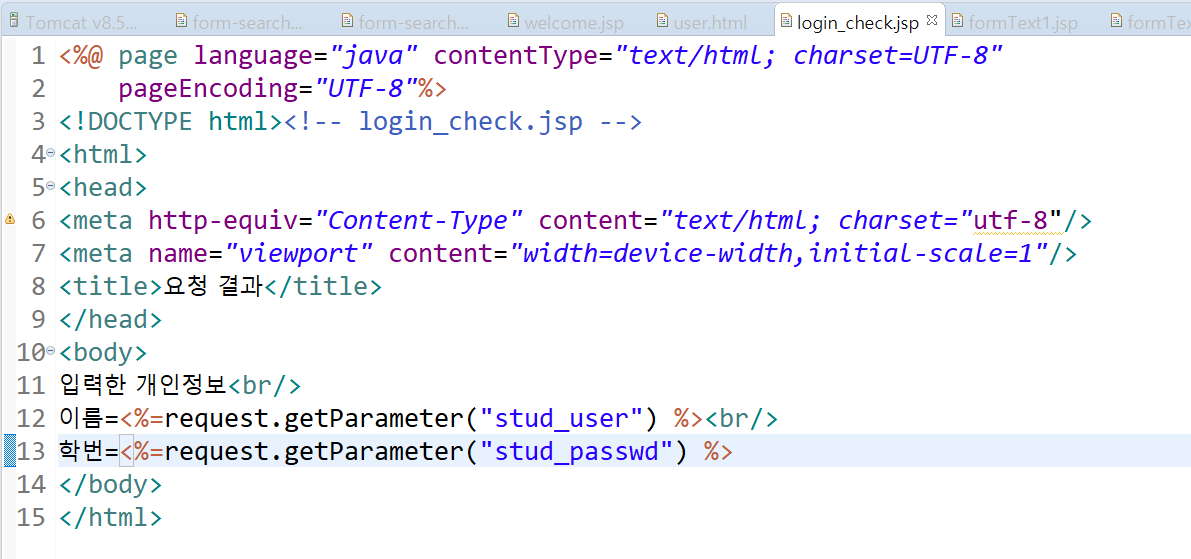 Tomcat v8.5...
form-search...
form-search...
welcome.jsp
user.html
login_check.jsp
formText1.jsp
formTex
1 <%@ page language="java" contentType="text/html; charset=UTF-8"
2 pageEncoding="UTF-8"%>
3 <!DOCTYPE html><!-- login_check.jsp -->
4 <html>
5 <head>
6 <meta http-equiv="Content-Type" content="text/html; charset="utf-8"/>
7 <meta name="viewport" content="width=device-width,initial-scale=1"/>
8 <title>요청 결과</title>
9 </head>
10 <body>
11 입력한 개인정보<br/>
12 이름=<%=request.getParameter("stud_user") %><br/>
13 학번=<%=request.getParameter("stud_passwd") %>
14 </body>
15 </html>